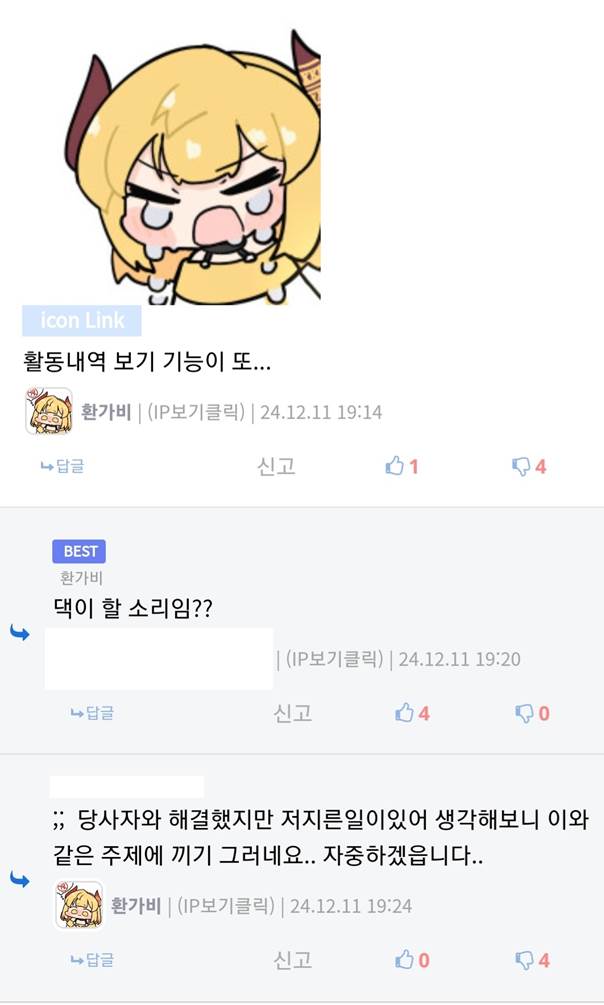 icon Link
활동내역 보기 기능이 또...
환가비 | (IP보기클릭) | 24.12.11 19:14
답글 신고 1 4
BEST
환가비
댁이 할 소리임??
| (IP보기클릭) | 24.12.11 19:20
답글 신고 4 0
;; 당사자와 해결했지만 저지른일이있어 생각해보니 이와
같은 주제에 끼기 그러네요.. 자중하겠읍니다..
환가비 | (IP보기클릭) | 24.12.11 19:24
답글 신고 0 4